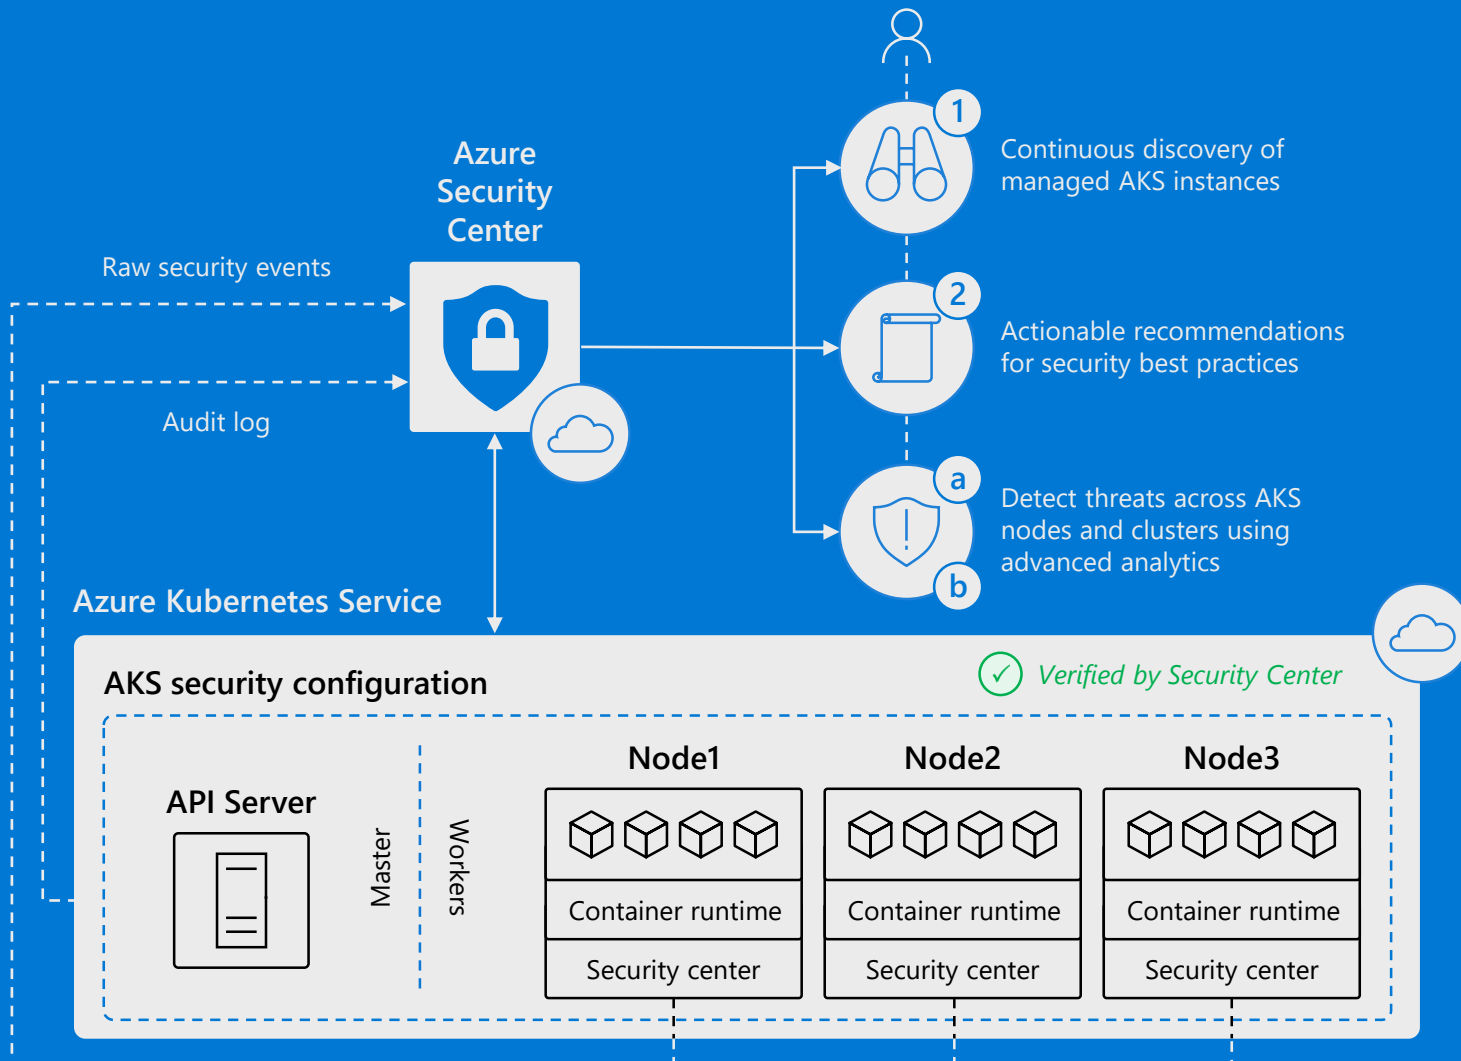 Azure
Security
Center
Raw security events
Audit log
1
Continuous discovery of
managed AKS instances
2
Actionable recommendations
for security best practices
a
Detect threats across AKS
nodes and clusters using
advanced analytics
b
Azure Kubernetes Service
AKS security configuration
Verified by Security Center
API Server
Master
Workers
Node1
Container runtime
Security center
Node2
Container runtime
Security center
Node3
Container runtime
Security center